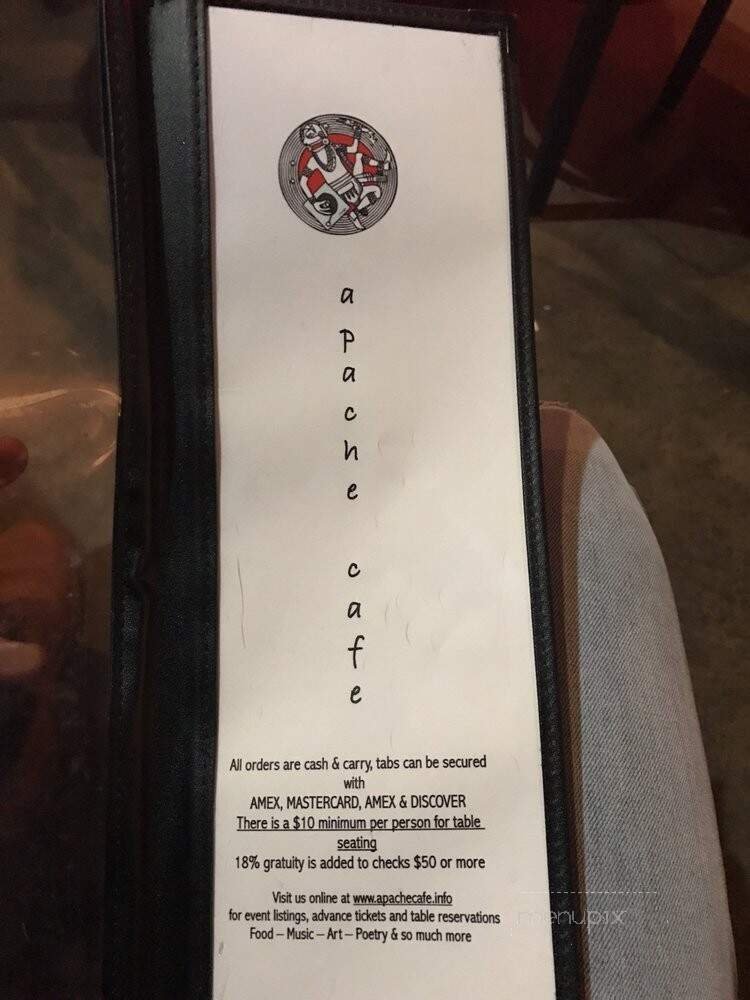 apache cafe
All orders are cash & carry, tabs can be secured
with
AMEX, MASTERCARD, AMEX & DISCOVER
There is a $10 minimum per person for table
seating
18% gratuity is added to checks $50 or more
Visit us online at www.apachecafe.info
for event listings, advance tickets and table reservations
Food – Music – Art – Poetry & so much more
menupix